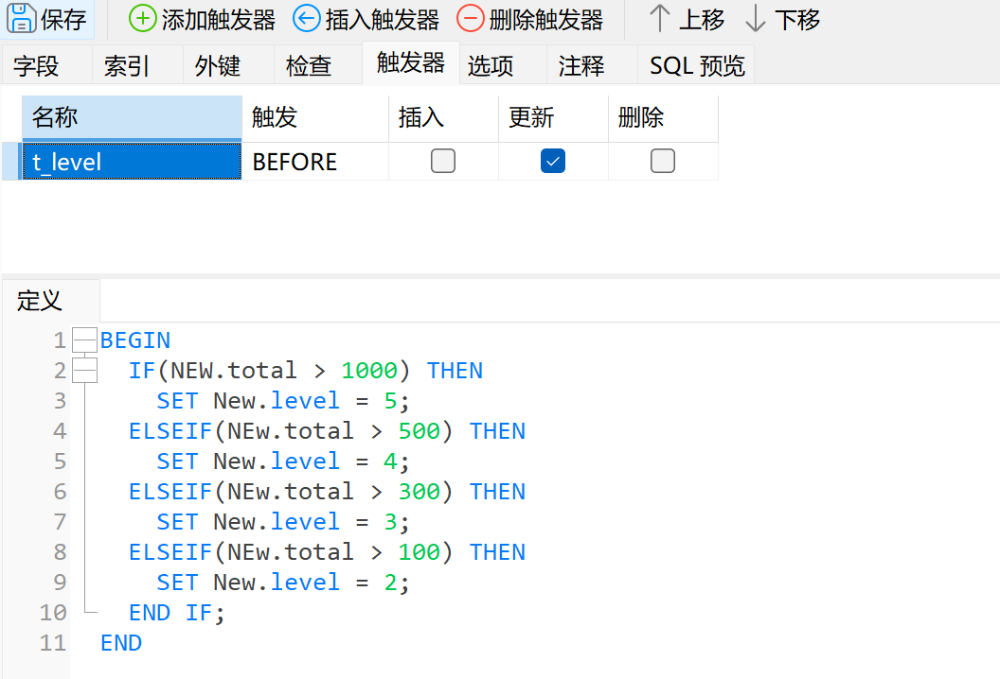 保存 添加触发器 插入触发器 删除触发器 上移 下移
字段 索引 外键 检查 触发器 选项 注释 SQL 预览
名称 触发 插入 更新 删除
t_level BEFORE
定义
1 BEGIN
2 IF(NEW.total > 1000) THEN
3 SET New.level = 5;
4 ELSEIF(NEw.total > 500) THEN
5 SET New.level = 4;
6 ELSEIF(NEw.total > 300) THEN
7 SET New.level = 3;
8 ELSEIF(NEw.total > 100) THEN
9 SET New.level = 2;
10 END IF;
11 END